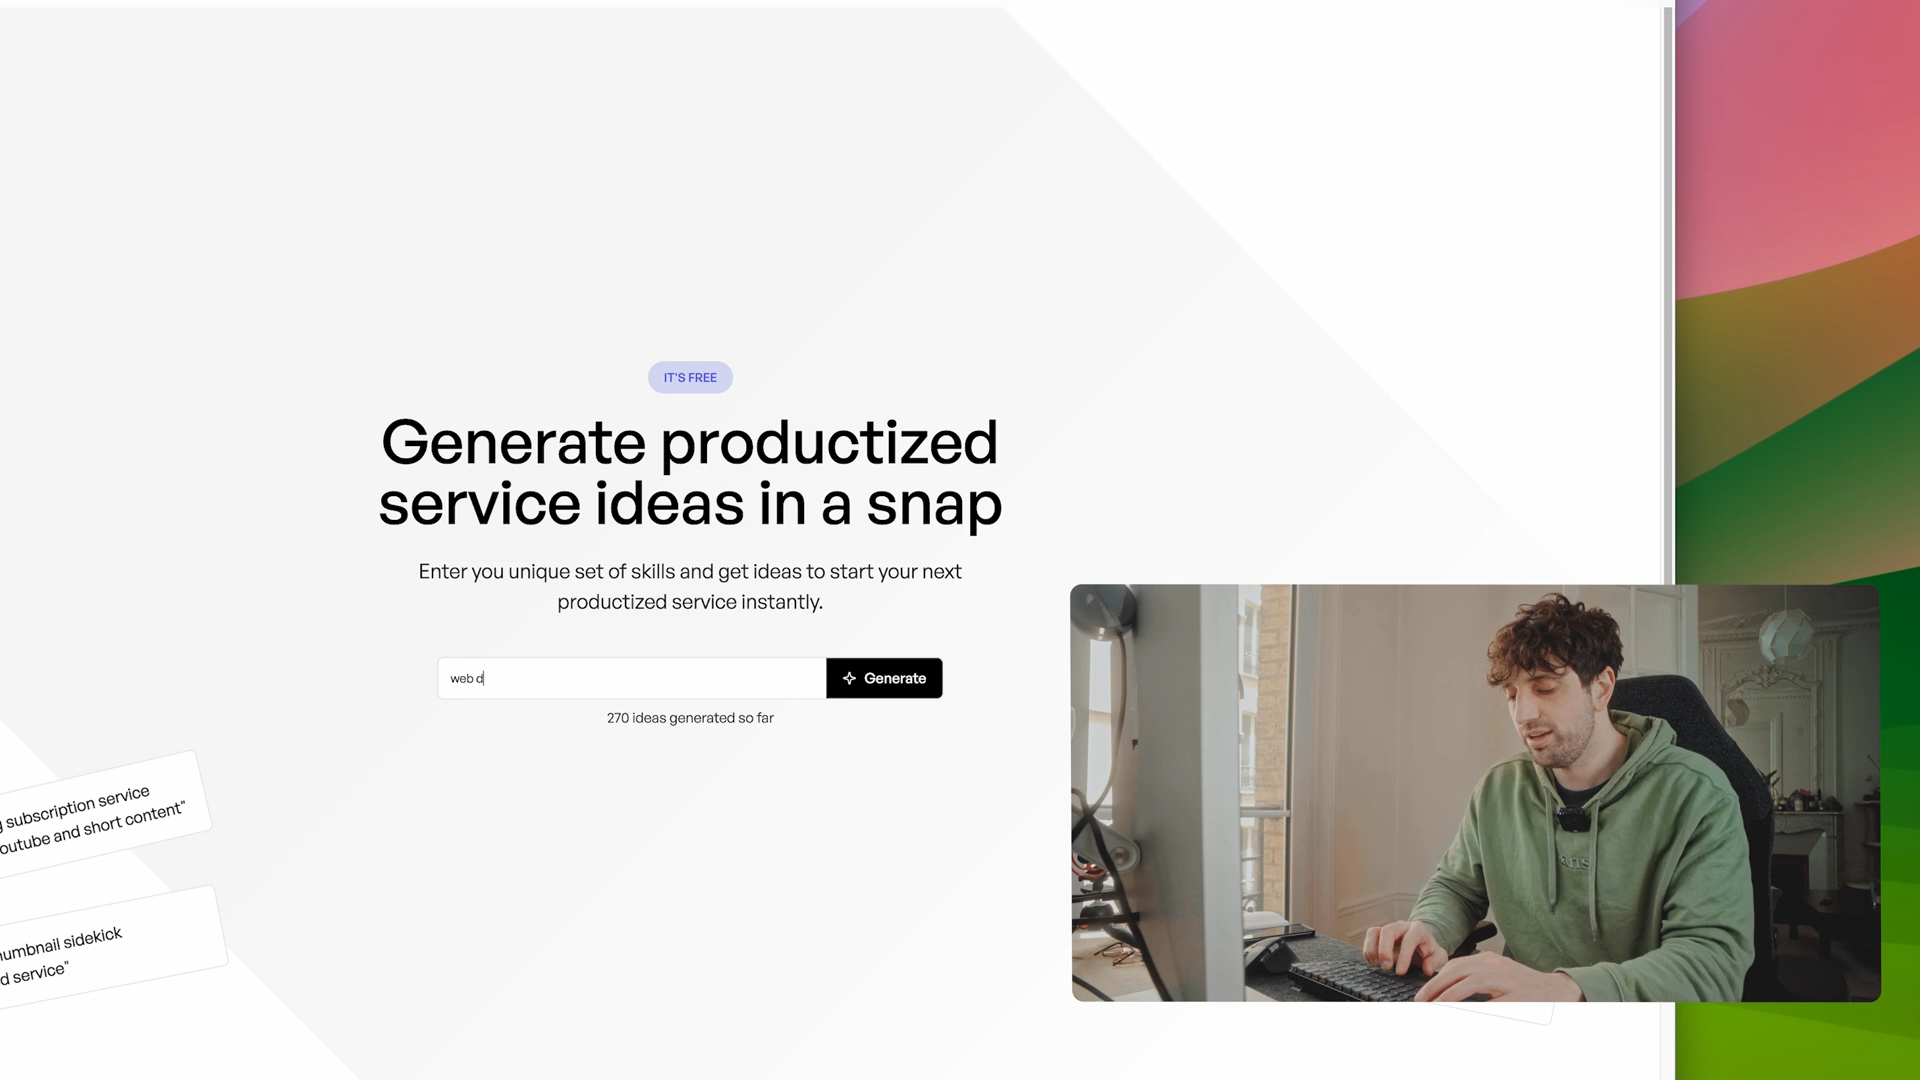 IT'S FREE
Generate productized
service ideas in a snap
Enter you unique set of skills and get ideas to start your next
productized service instantly.
web d
Generate
270 ideas generated so far
subscription service
and short content"
sidekick
service"